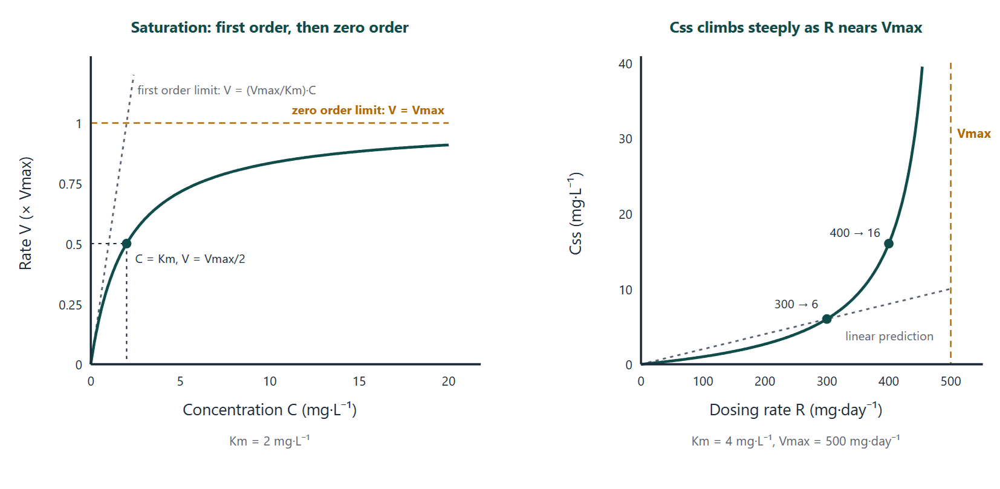 Saturation: first order, then zero order
first order limit: V = (Vmax/Km)·C
zero order limit: V = Vmax
1
0.75
0.5
0.25
0
C = Km, V = Vmax/2
Rate V (× Vmax)
0 5 10 15 20
Concentration C (mg·L⁻¹)
Km = 2 mg·L⁻¹
Css climbs steeply as R nears Vmax
40
30
20
10
0
Vmax
400 → 16
300 → 6
linear prediction
Css (mg·L⁻¹)
0 100 200 300 400 500
Dosing rate R (mg·day⁻¹)
Km = 4 mg·L⁻¹, Vmax = 500 mg·day⁻¹